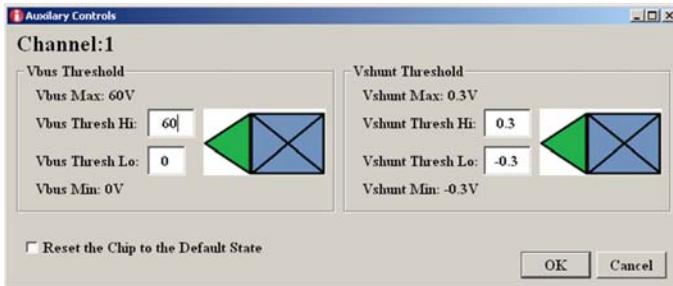 Auxilary Controls
Channel:1
Vbus Threshold
Vbus Max: 60V
Vbus Thresh Hi: 60
Vbus Thresh Lo: 0
Vbus Min: 0V
Vshunt Threshold
Vshunt Max: 0.3V
Vshunt Thresh Hi: 0.3
Vshunt Thresh Lo: -0.3
Vshunt Min: -0.3V
Reset the Chip to the Default State
OK Cancel